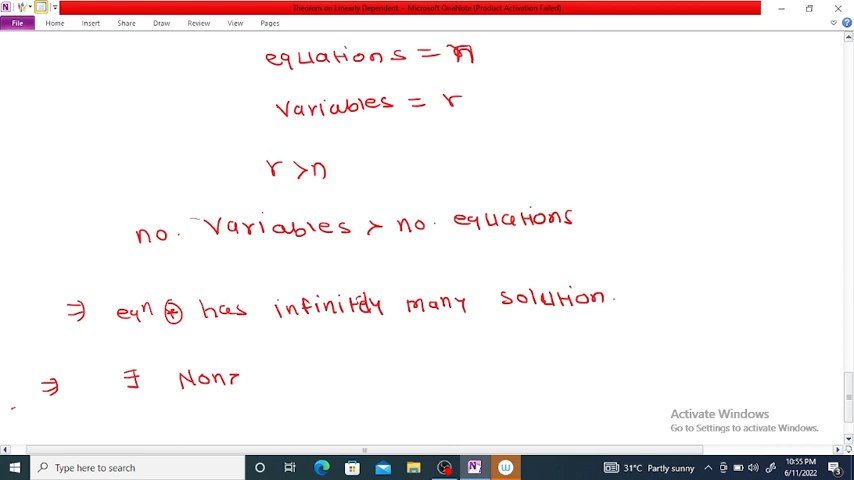 Theorem on Linearly Dependent - Microsoft OneNote (Product Activation Failed)
File Home Insert Share Draw History Review View Pages
equations = n
variables = r
r > n
no. variables > no. equations
⇒ eqn * has infinitely many solution.
⇒ ∃ Nonz
Activate Windows
Go to Settings to activate Windows.
Type here to search
31°C Partly sunny
10:55 PM
6/11/2022